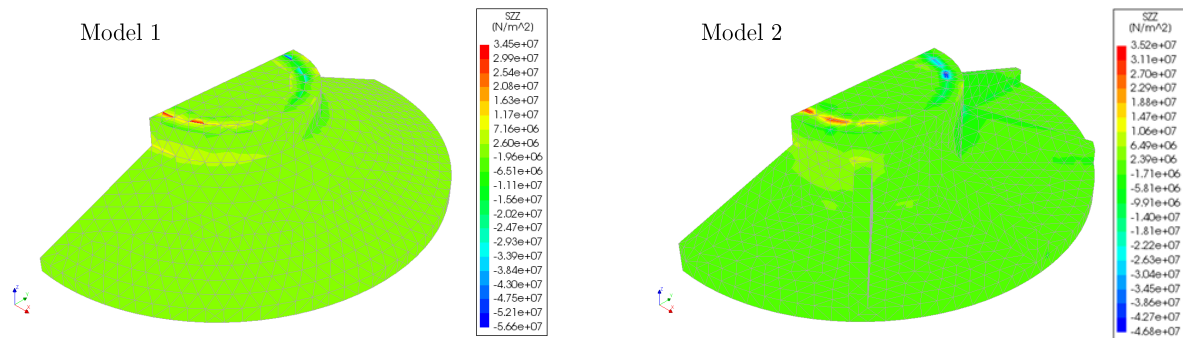 Model 1
SZZ
(N/m^2)
3.45e+07
2.99e+07
2.54e+07
2.08e+07
1.63e+07
1.17e+07
7.16e+06
2.60e+06
-1.96e+06
-6.51e+06
-1.11e+07
-1.56e+07
-2.02e+07
-2.47e+07
-2.93e+07
-3.39e+07
-3.84e+07
-4.30e+07
-4.75e+07
-5.21e+07
-5.66e+07
Model 2
SZZ
(N/m^2)
3.52e+07
3.11e+07
2.70e+07
2.29e+07
1.88e+07
1.47e+07
1.06e+07
6.49e+06
2.39e+06
-1.71e+06
-5.81e+06
-9.91e+06
-1.40e+07
-1.81e+07
-2.22e+07
-2.63e+07
-3.04e+07
-3.45e+07
-3.86e+07
-4.27e+07
-4.68e+07